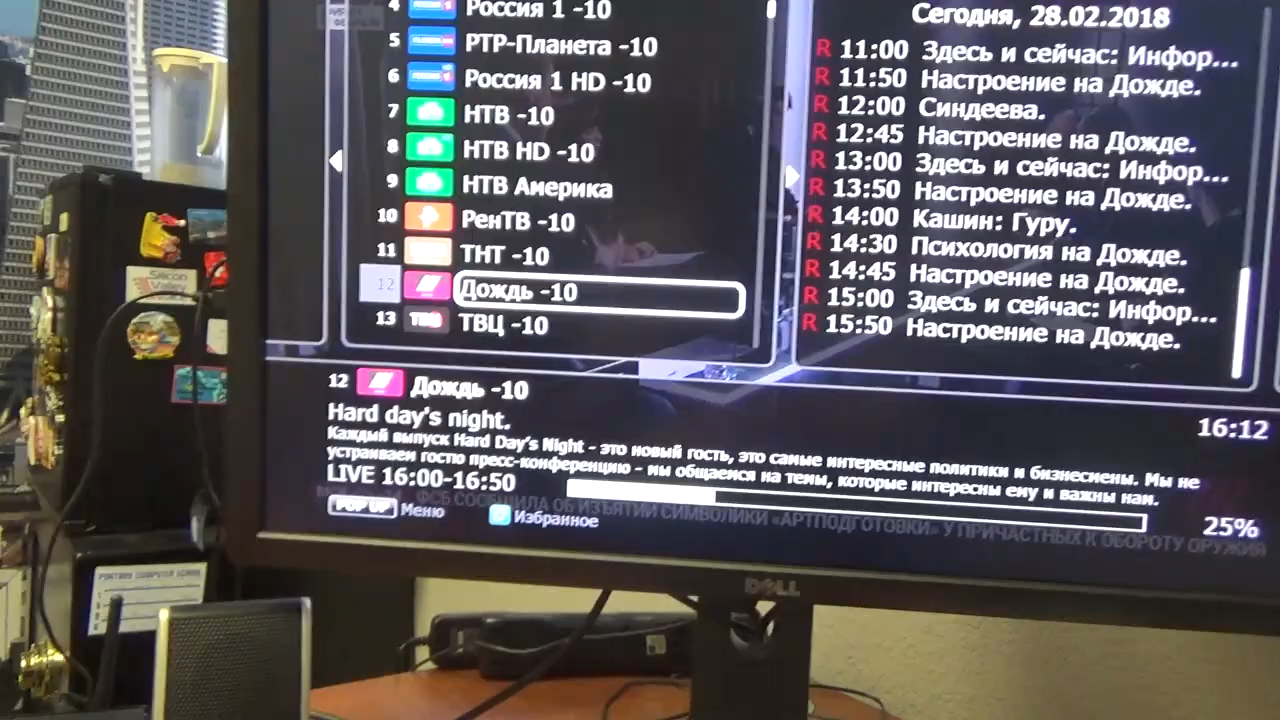 4 Россия 1 -10
5 РТР-Планета -10
6 Россия 1 HD -10
7 НТВ -10
8 НТВ HD -10
9 НТВ Америка
10 РенТВ -10
11 ТНТ -10
12 Дождь -10
13 ТВЦ -10
Сегодня, 28.02.2018
R 11:00 Здесь и сейчас: Инфор...
R 11:50 Настроение на Дожде.
R 12:00 Синдеева.
R 12:45 Настроение на Дожде.
R 13:00 Здесь и сейчас: Инфор...
R 13:50 Настроение на Дожде.
R 14:00 Кашин: Гуру.
R 14:30 Психология на Дожде.
R 14:45 Настроение на Дожде.
R 15:00 Здесь и сейчас: Инфор...
R 15:50 Настроение на Дожде.
12 Дождь -10
16:12
Hard day's night.
Каждый выпуск Hard Day's Night - это новый гость, это самые интересные политики и бизнесмены. Мы не
устраиваем гостю пресс-конференцию - мы общаемся на темы, которые интересны ему и важны нам.
LIVE 16:00-16:50
25%
POP UP Меню
Избранное
ФСБ СООБЩИЛА ОБ ИЗЪЯТИИ СИМВОЛИКИ «АРТПОДГОТОВКИ» У ПРИЧАСТНЫХ К ОБОРОТУ ОРУЖИЯ
DELL
Silicon
Valley
PORTNOV COMPUTER SCHOOL